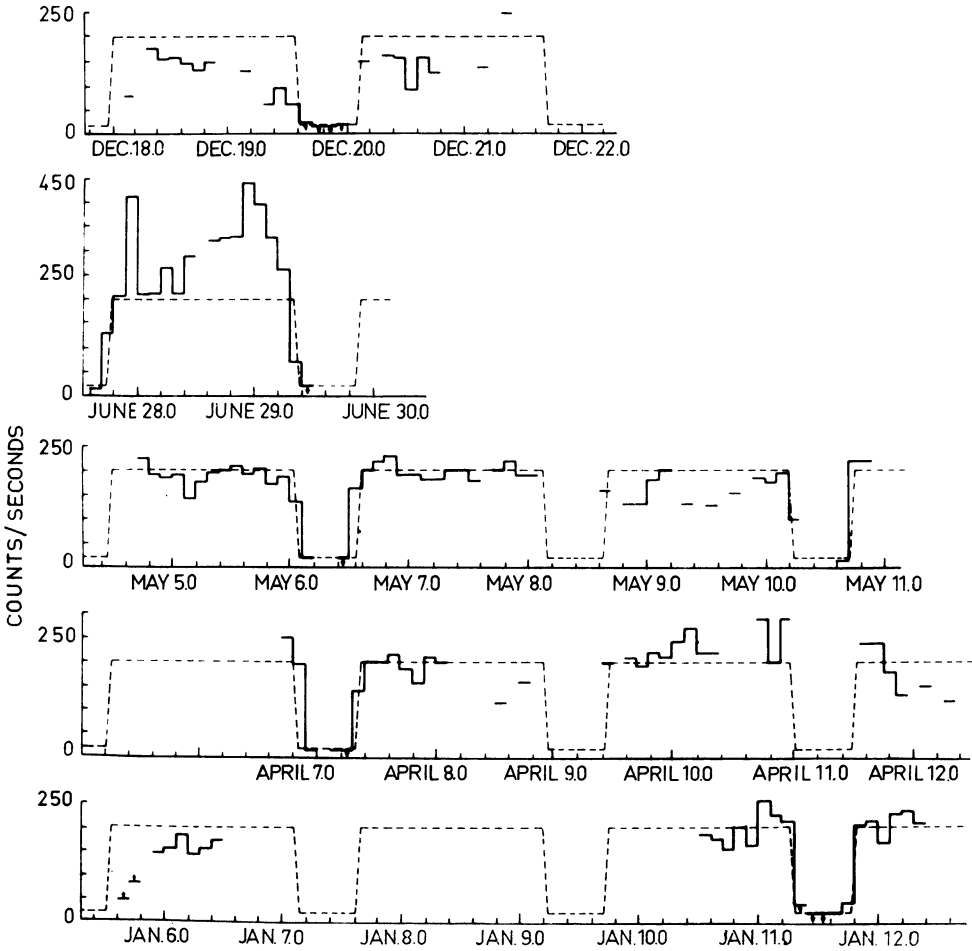 250
0
DEC.18.0 DEC.19.0 DEC.20.0 DEC.21.0 DEC.22.0
450
250
0
JUNE 28.0 JUNE 29.0 JUNE 30.0
COUNTS/SECONDS
250
0
MAY 5.0 MAY 6.0 MAY 7.0 MAY 8.0 MAY 9.0 MAY 10.0 MAY 11.0
250
0
APRIL 7.0 APRIL 8.0 APRIL 9.0 APRIL 10.0 APRIL 11.0 APRIL 12.0
250
0
JAN.6.0 JAN.7.0 JAN.8.0 JAN.9.0 JAN.10.0 JAN.11.0 JAN.12.0